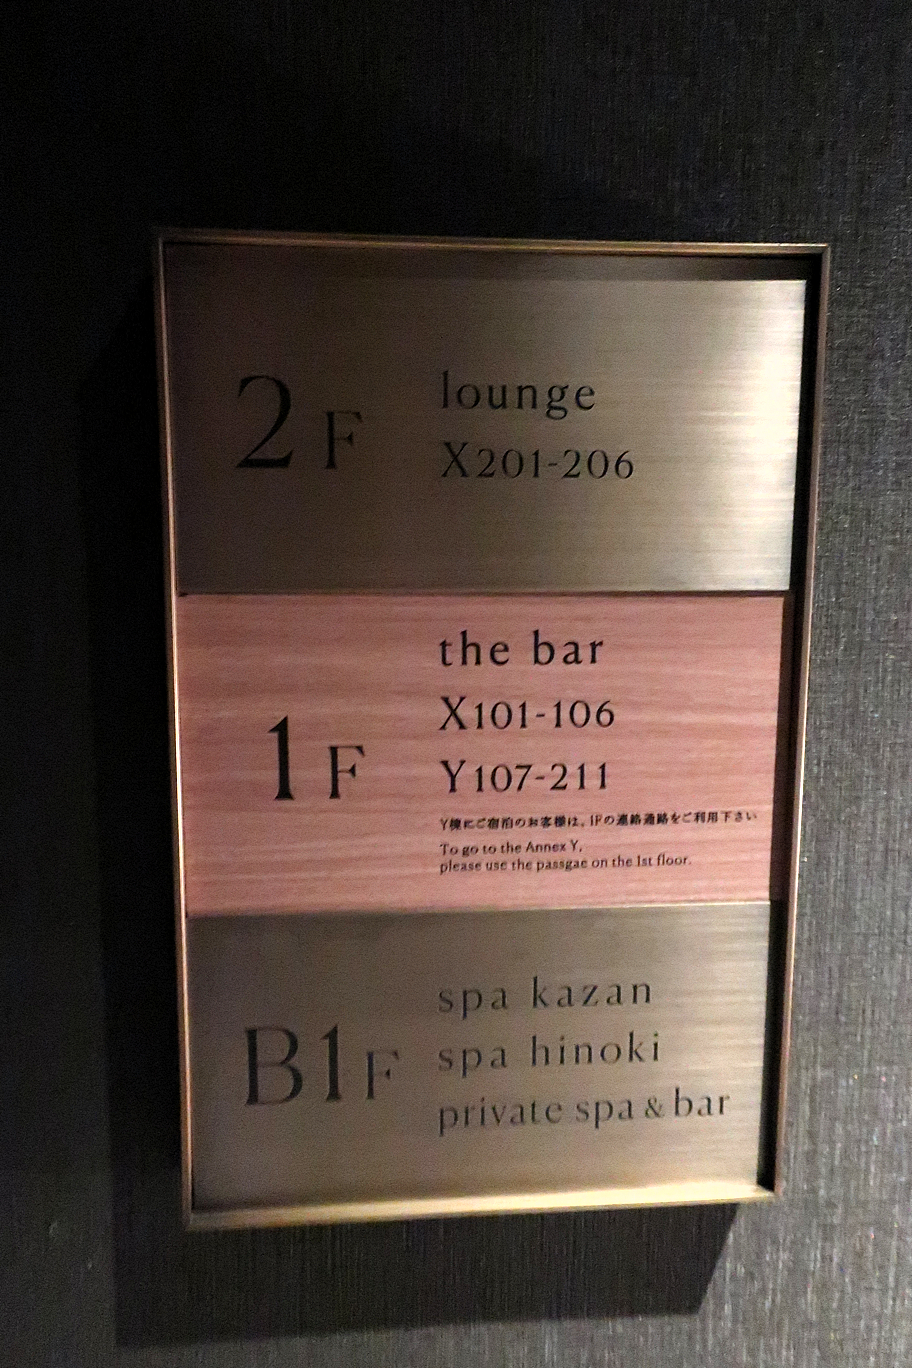 2F
lounge
X201-206
1F
the bar
X101-106
Y107-211
Y棟にご宿泊のお客様は、1Fの連絡通路をご利用下さい
To go to the Annex Y,
please use the passgae on the 1st floor.
B1F
spa kazan
spa hinoki
private spa & bar